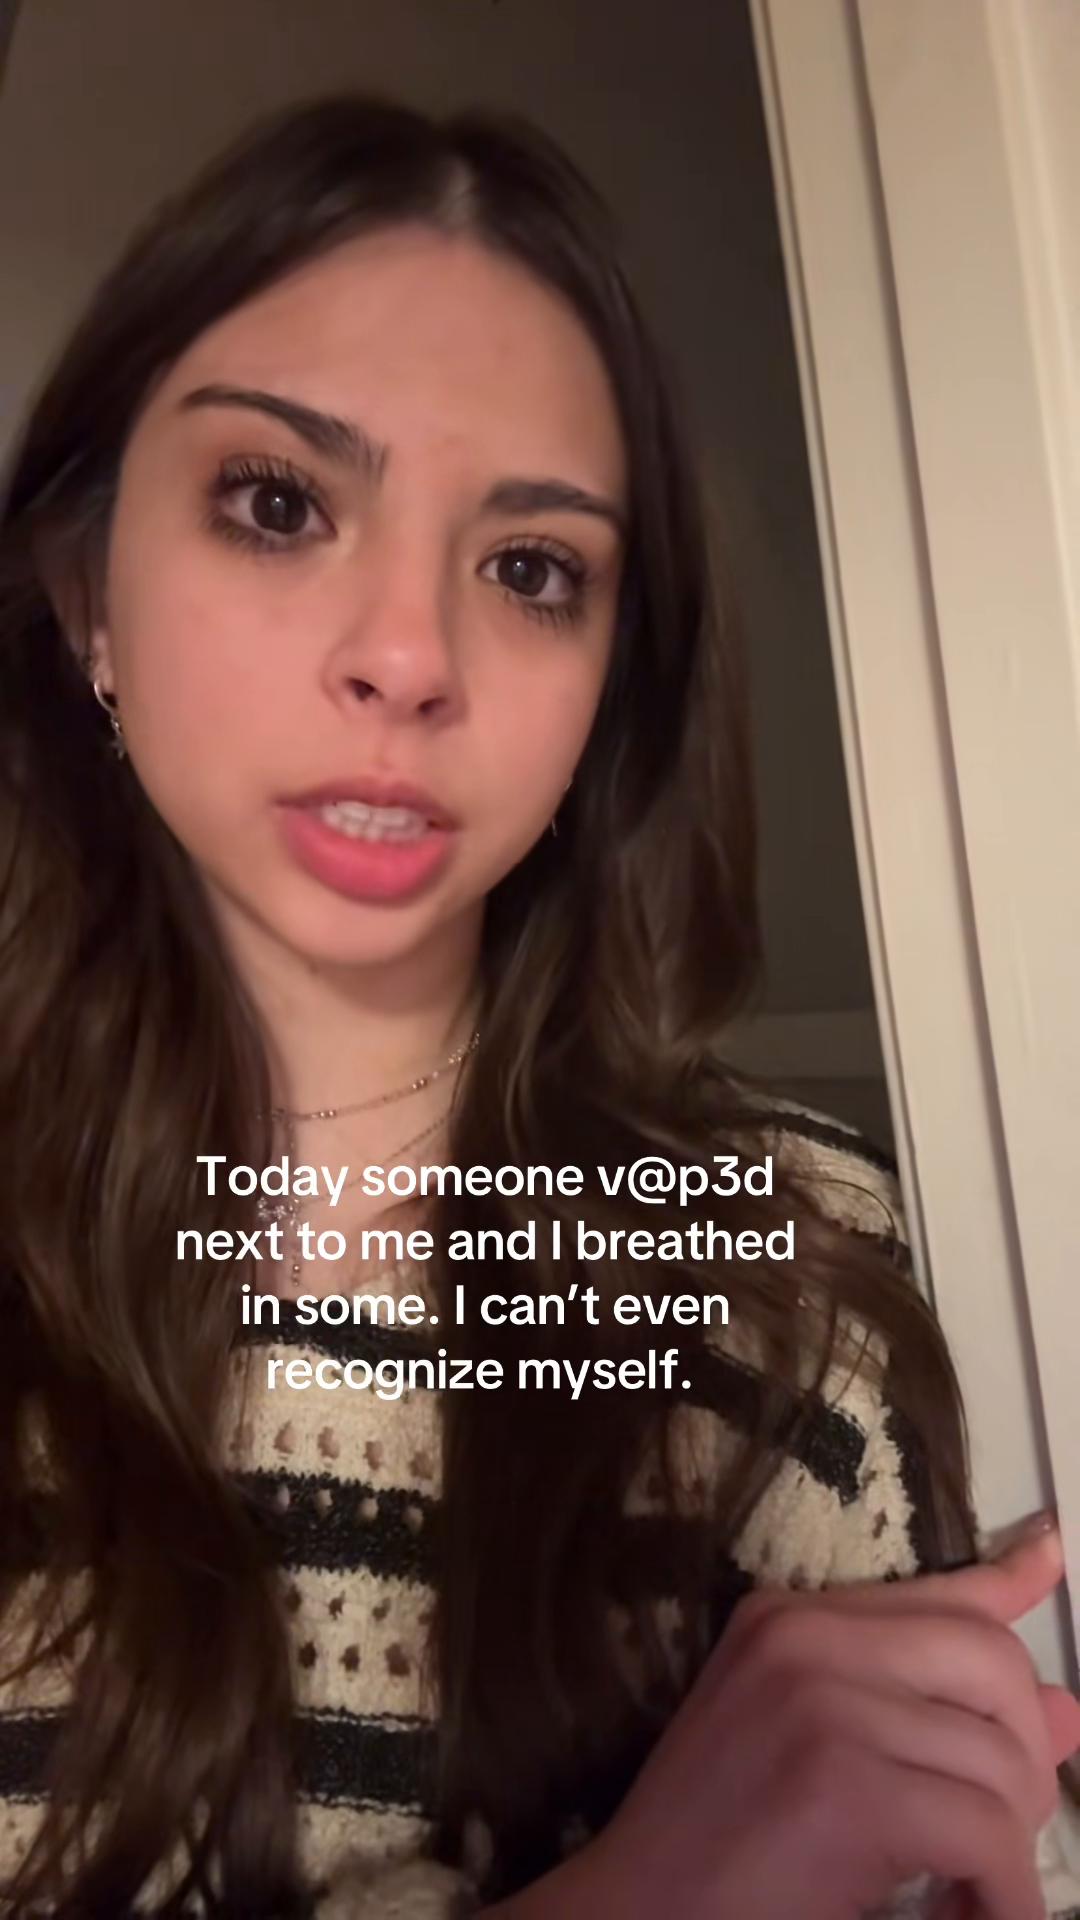 Today someone v@p3d
next to me and I breathed
in some. I can’t even
recognize myself.